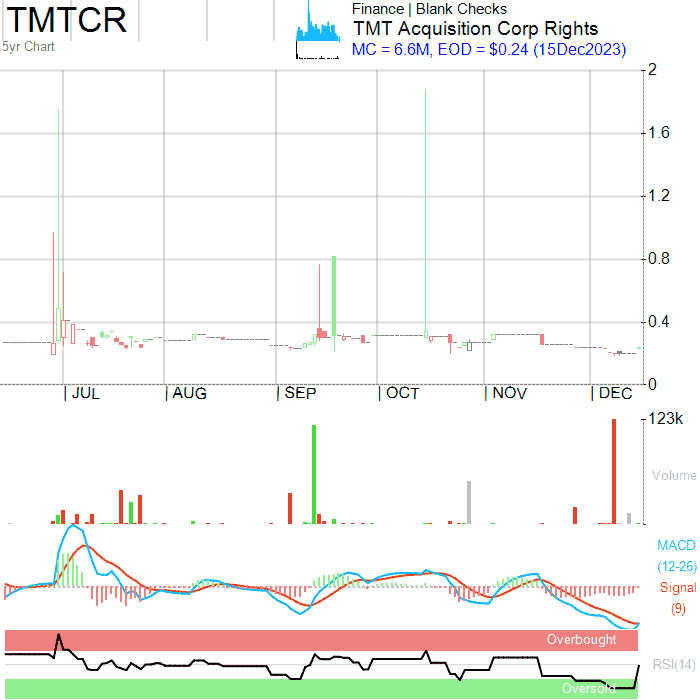 TMTCR
5yr Chart
Finance | Blank Checks
TMT Acquisition Corp Rights
MC = 6.6M, EOD = $0.24 (15Dec2023)
2
1.6
1.2
0.8
0.4
0
JUL
AUG
SEP
OCT
NOV
DEC
123k
Volume
MACD
(12-26)
Signal
(9)
Overbought
RSI(14)
Oversold